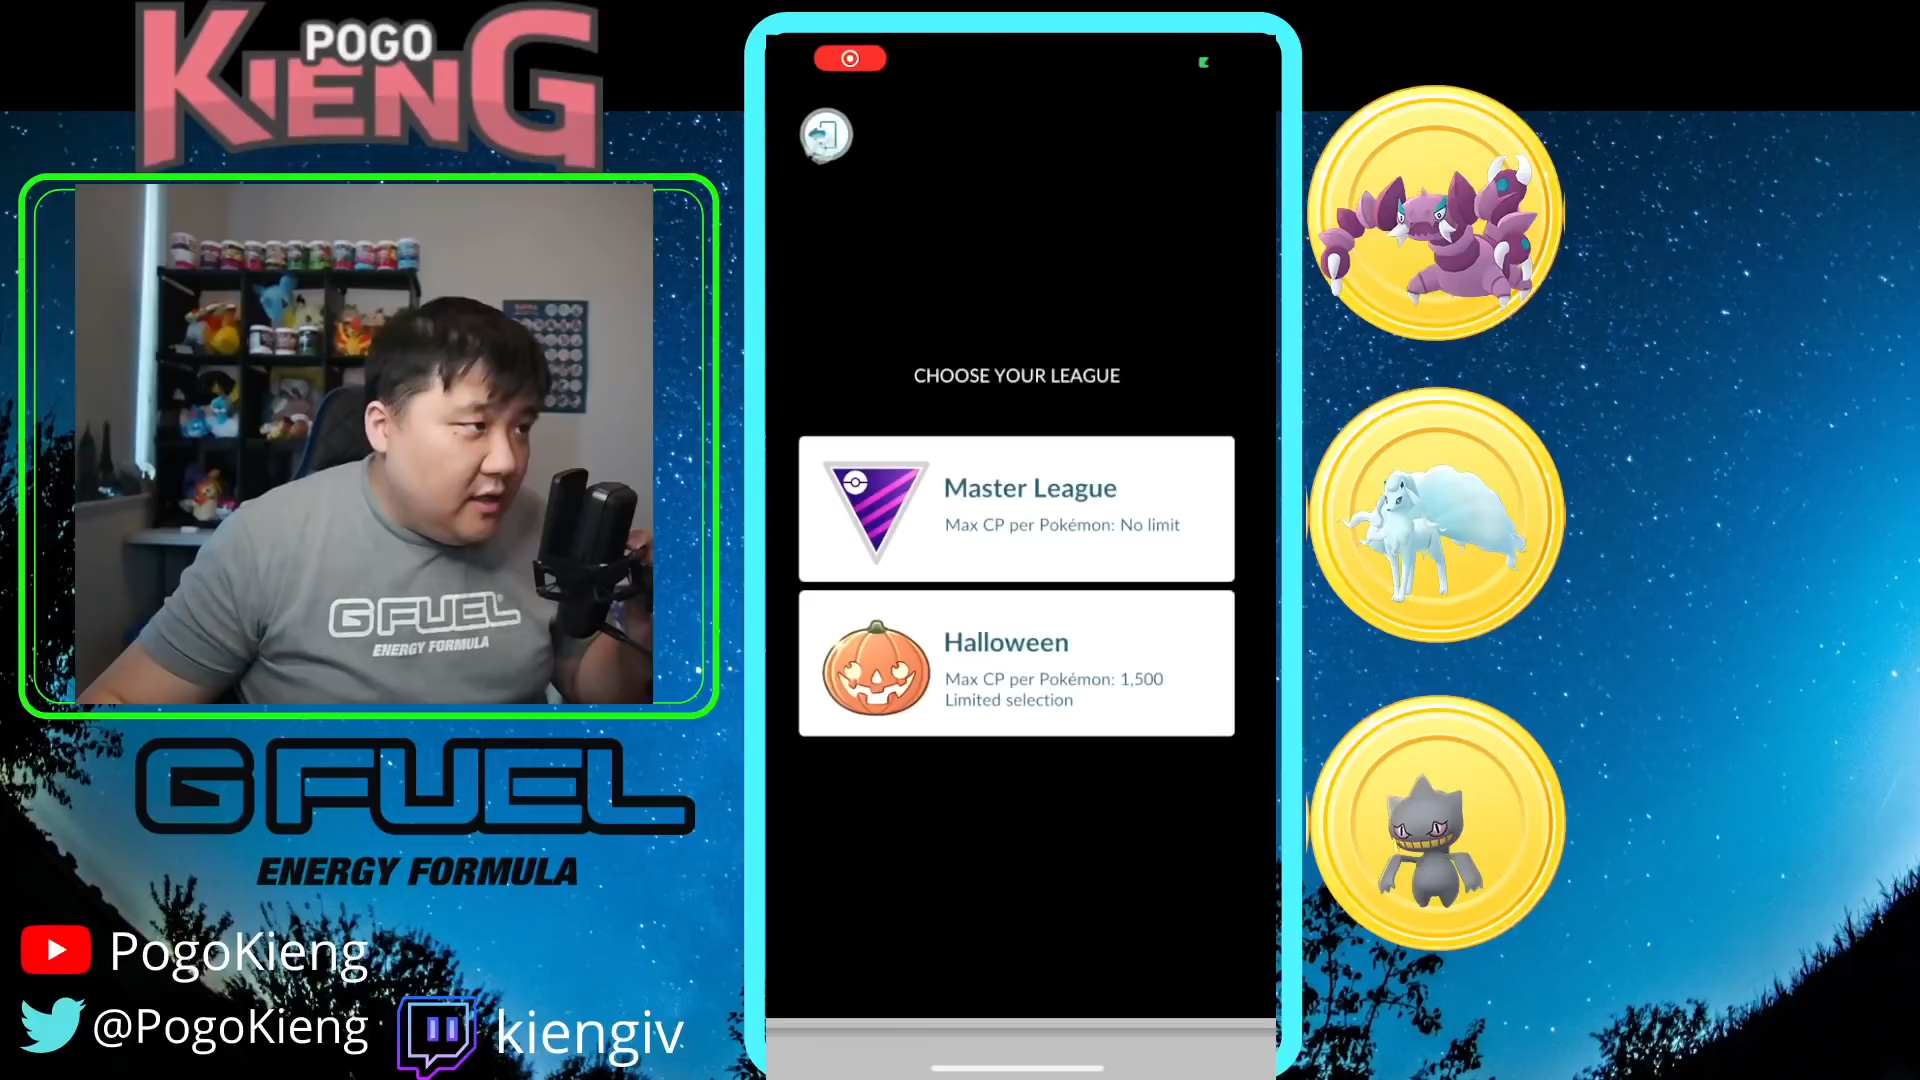 POGO
KIENG
GFUEL
ENERGY FORMULA
G FUEL
ENERGY FORMULA
PogoKieng
@PogoKieng
kiengiv
CHOOSE YOUR LEAGUE
Master League
Max CP per Pokémon: No limit
Halloween
Max CP per Pokémon: 1,500
Limited selection